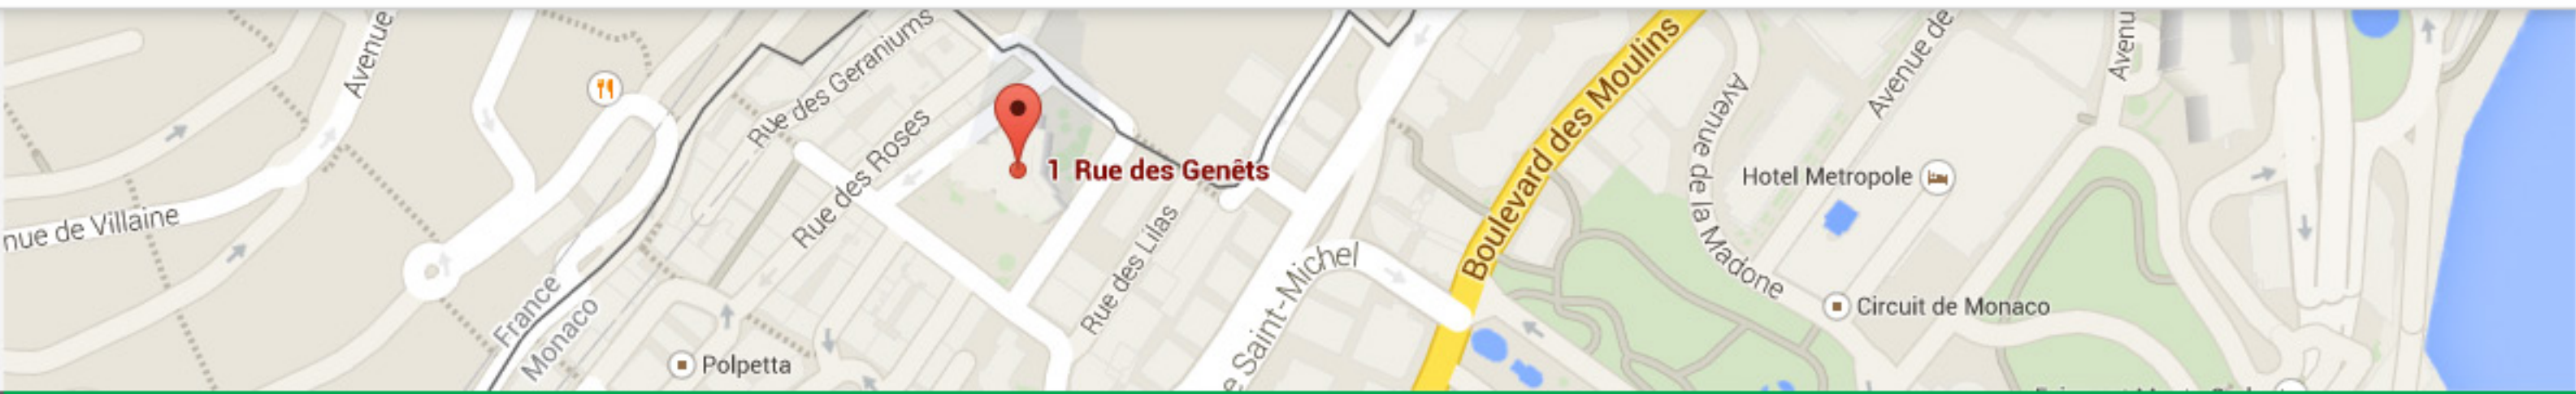 Avenue
Rue des Geraniums
Boulevard des Moulins
Avenue de
Avenu
Rue des Roses
1 Rue des Genêts
Avenue de la Madone
Hotel Metropole
nue de Villaine
Rue des Lilas
e Saint-Michel
France
Monaco
Circuit de Monaco
Polpetta